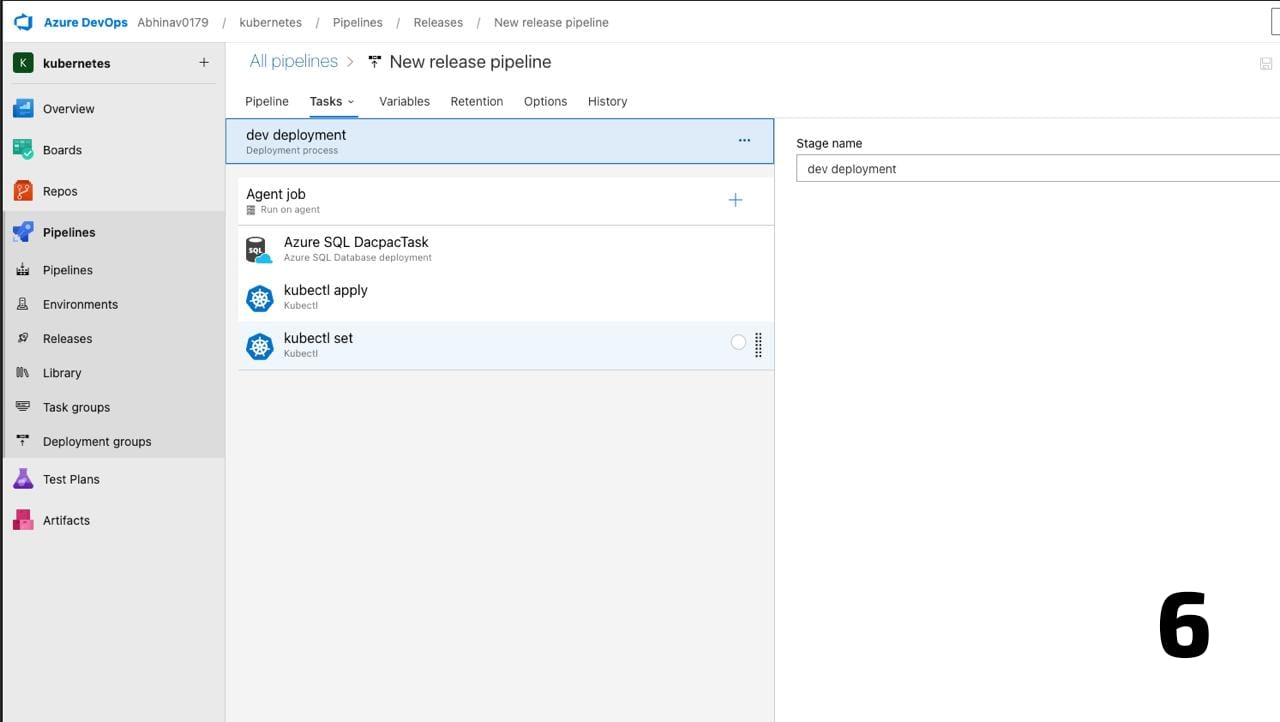 Azure DevOps Abhinav0179 / kubernetes / Pipelines / Releases / New release pipeline
K kubernetes +
Overview
Boards
Repos
Pipelines
Pipelines
Environments
Releases
Library
Task groups
Deployment groups
Test Plans
Artifacts
All pipelines > New release pipeline
Pipeline Tasks Variables Retention Options History
dev deployment ...
Deployment process
Agent job +
Run on agent
SQL
Azure SQL DacpacTask
Azure SQL Database deployment
kubectl apply
Kubectl
kubectl set
Kubectl
Stage name
dev deployment
6